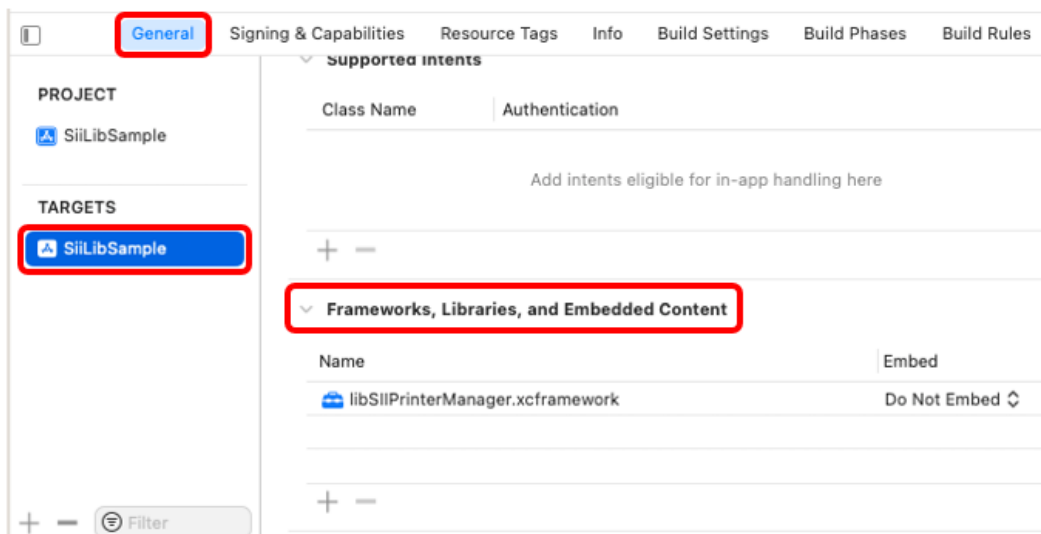 General Signing & Capabilities Resource Tags Info Build Settings Build Phases Build Rules
PROJECT
SiiLibSample
TARGETS
SiiLibSample
Filter
Supported Intents
Class Name Authentication
Add intents eligible for in-app handling here
Frameworks, Libraries, and Embedded Content
Name Embed
libSIIPrinterManager.xcframework Do Not Embed